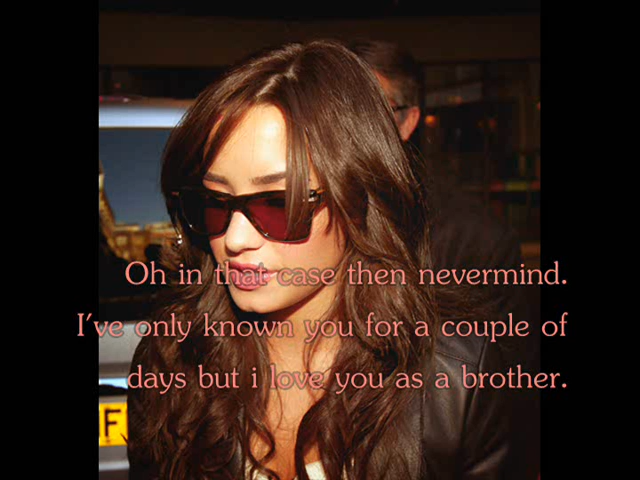 Oh in that case then nevermind.
I've only known you for a couple of
days but i love you as a brother.
F